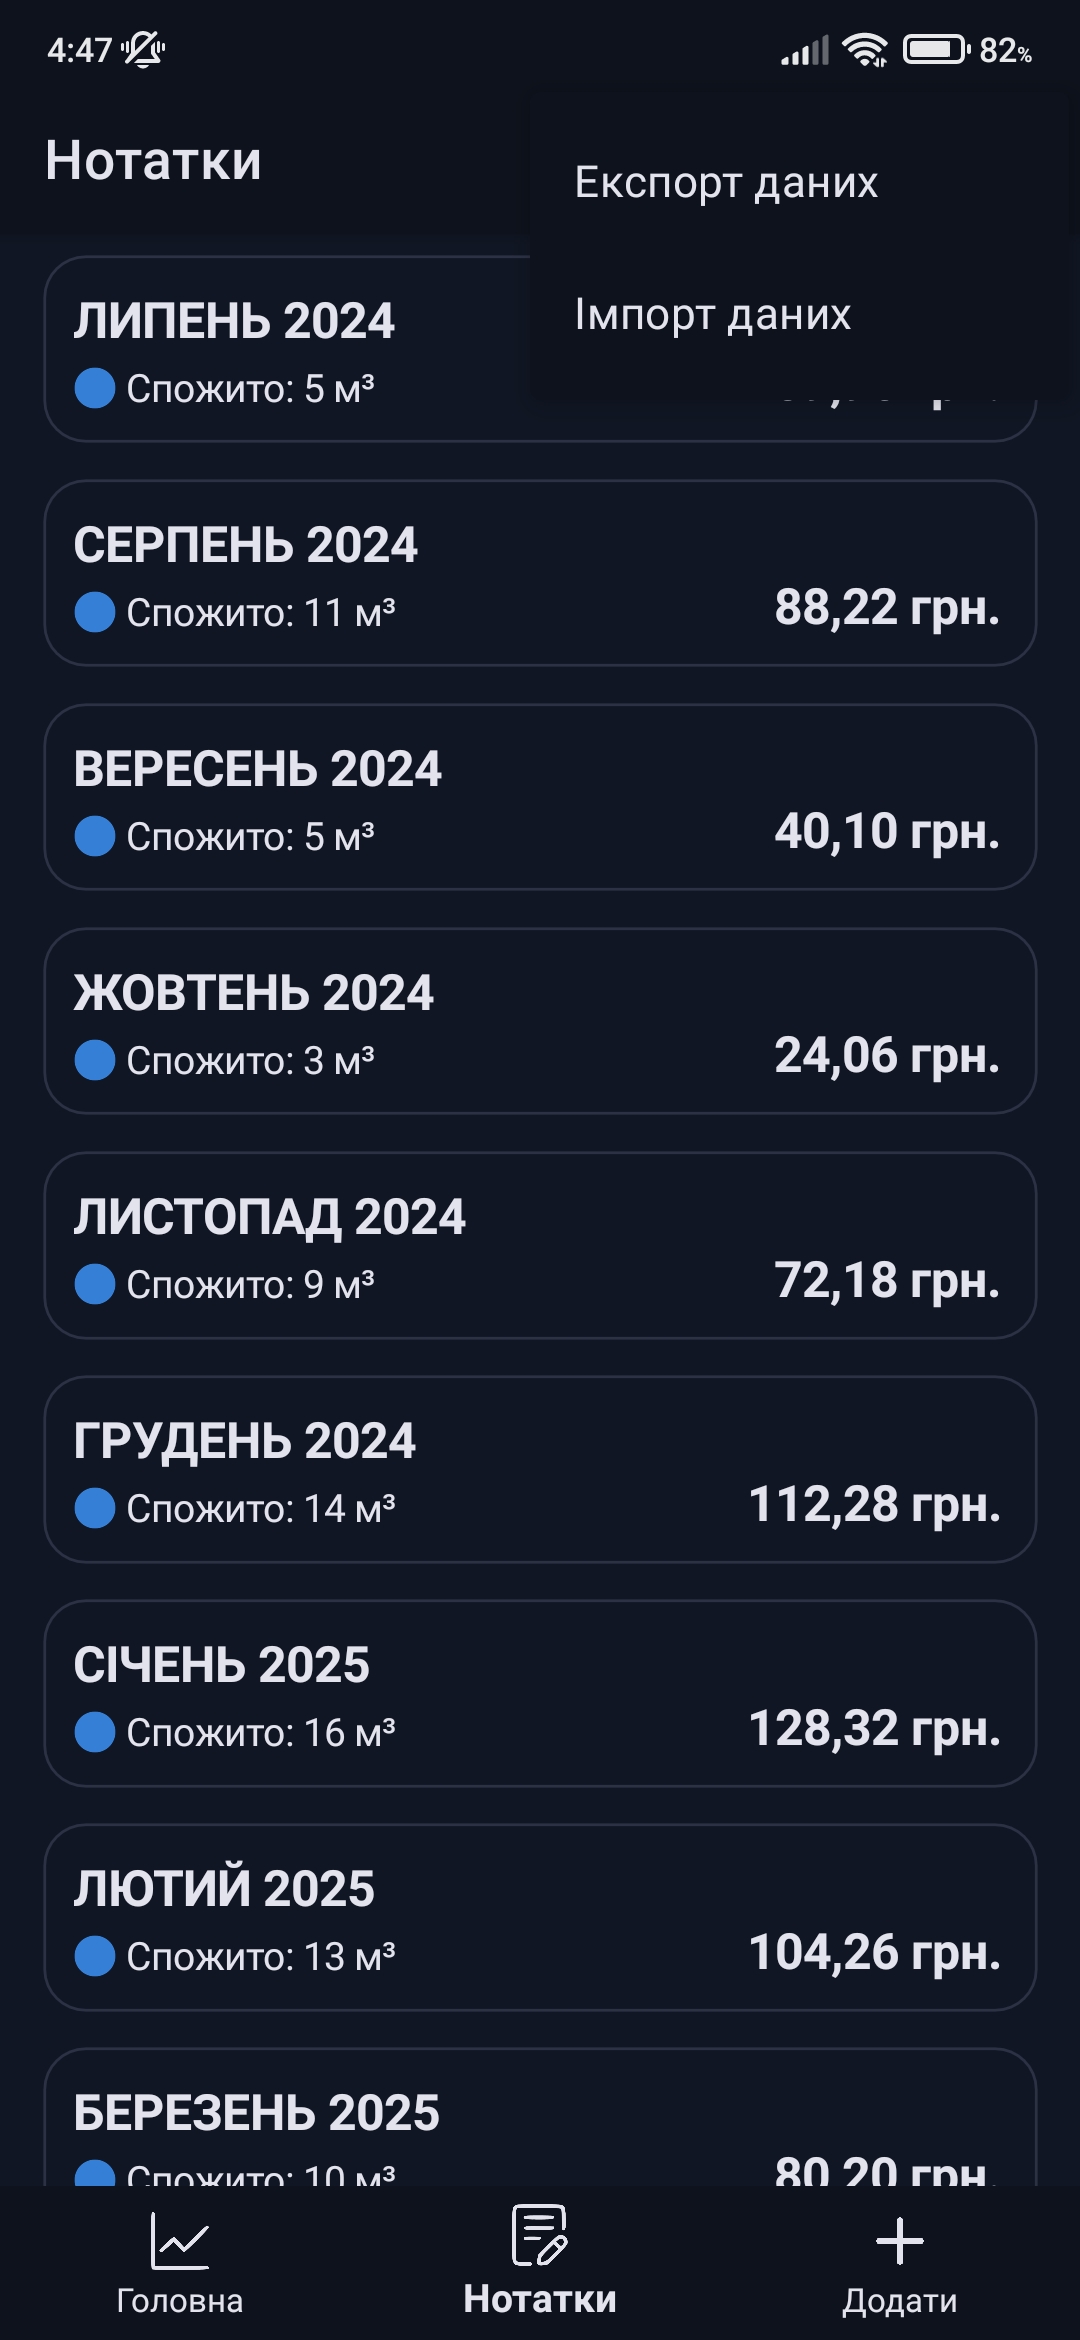 4:47
82%
Нотатки
Експорт даних
Імпорт даних
ЛИПЕНЬ 2024
Спожито: 5 м³
СЕРПЕНЬ 2024
Спожито: 11 м³
88,22 грн.
ВЕРЕСЕНЬ 2024
Спожито: 5 м³
40,10 грн.
ЖОВТЕНЬ 2024
Спожито: 3 м³
24,06 грн.
ЛИСТОПАД 2024
Спожито: 9 м³
72,18 грн.
ГРУДЕНЬ 2024
Спожито: 14 м³
112,28 грн.
СІЧЕНЬ 2025
Спожито: 16 м³
128,32 грн.
ЛЮТИЙ 2025
Спожито: 13 м³
104,26 грн.
БЕРЕЗЕНЬ 2025
Спожито: 10 м³
80,20 грн.
Головна
Нотатки
Додати